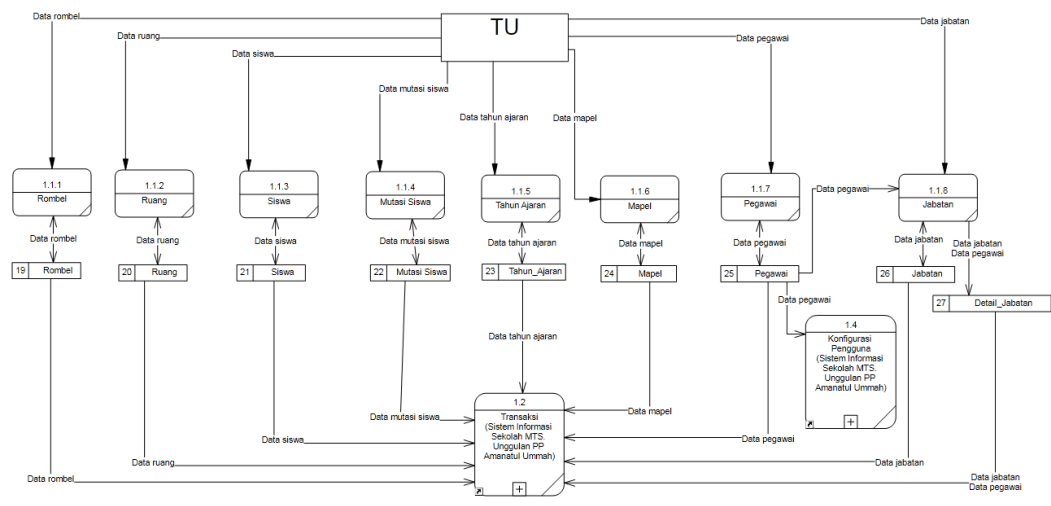 TU
Data rombel
Data ruang
Data siswa
Data mutasi siswa
Data tahun ajaran
Data mapel
Data pegawai
Data jabatan
1.1.1
Rombel
1.1.2
Ruang
1.1.3
Siswa
1.1.4
Mutasi Siswa
1.1.5
Tahun Ajaran
1.1.6
Mapel
1.1.7
Pegawai
Data pegawai
1.1.8
Jabatan
Data rombel
Data ruang
Data siswa
Data mutasi siswa
Data tahun ajaran
Data mapel
Data pegawai
Data jabatan
Data jabatan
Data pegawai
19 Rombel
20 Ruang
21 Siswa
22 Mutasi Siswa
23 Tahun_Ajaran
24 Mapel
25 Pegawai
26 Jabatan
27 Detail_Jabatan
Data pegawai
1.4
Konfigurasi
Pengguna
(Sistem Informasi
Sekolah MTS.
Unggulan PP
Amanatul Ummah)
Data tahun ajaran
1.2
Transaksi
(Sistem Informasi
Sekolah MTS.
Unggulan PP
Amanatul Ummah)
Data mutasi siswa
Data mapel
Data siswa
Data pegawai
Data ruang
Data jabatan
Data rombel
Data jabatan
Data pegawai